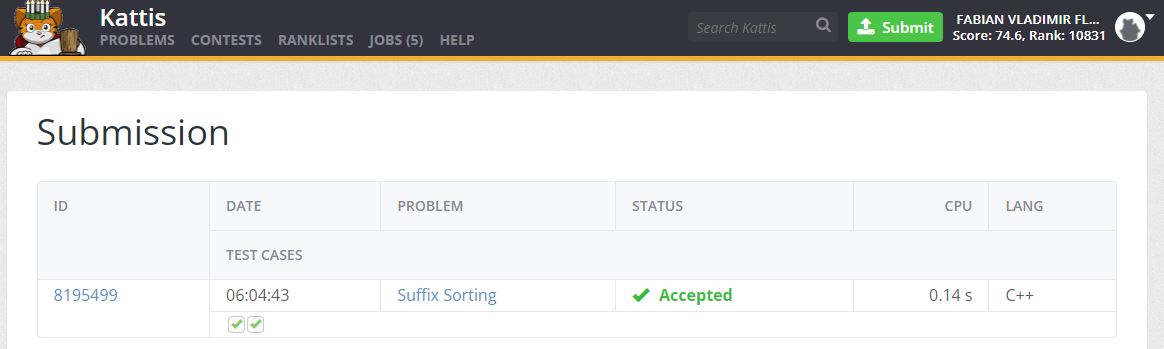 Kattis
PROBLEMS CONTESTS RANKLISTS JOBS (5) HELP
Search Kattis
Submit
FABIAN VLADIMIR FL...
Score: 74.6, Rank: 10831
Submission
ID DATE PROBLEM STATUS CPU LANG
TEST CASES
8195499 06:04:43 Suffix Sorting Accepted 0.14 s C++